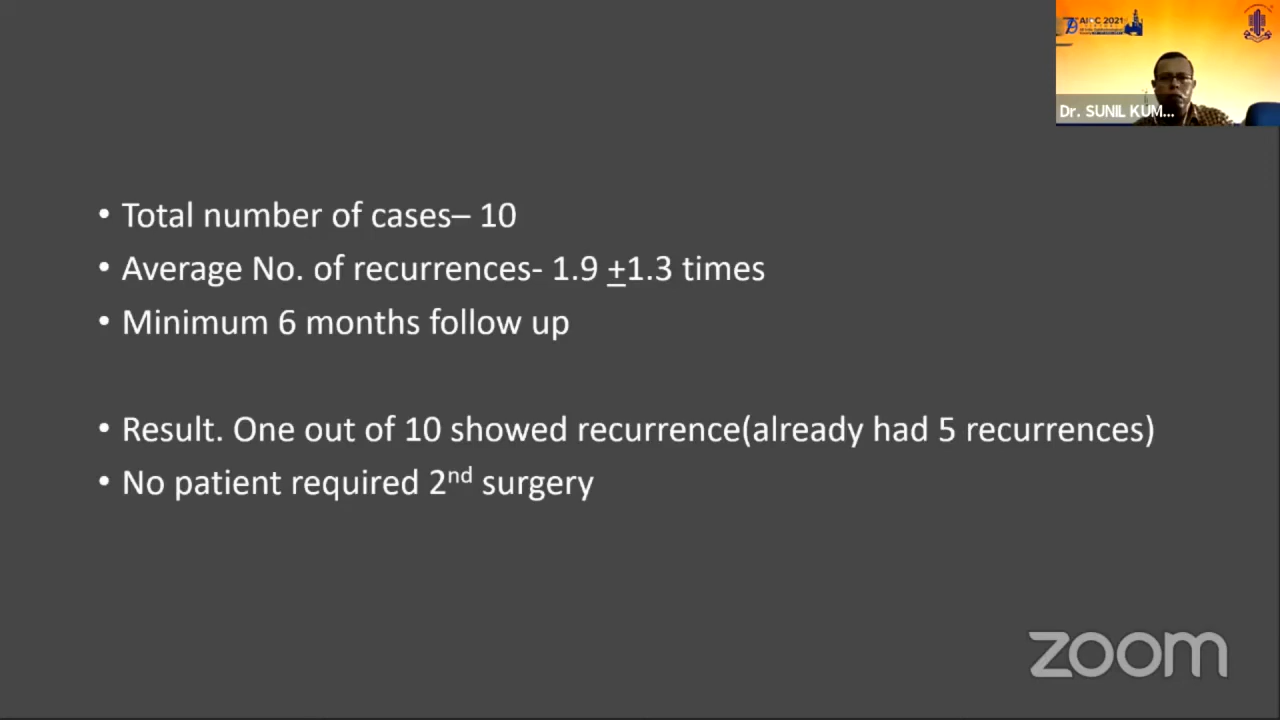 AIOC 2021
Dr. SUNIL KUM...
• Total number of cases– 10
• Average No. of recurrences- 1.9 ±1.3 times
• Minimum 6 months follow up
• Result. One out of 10 showed recurrence(already had 5 recurrences)
• No patient required 2nd surgery
zoom